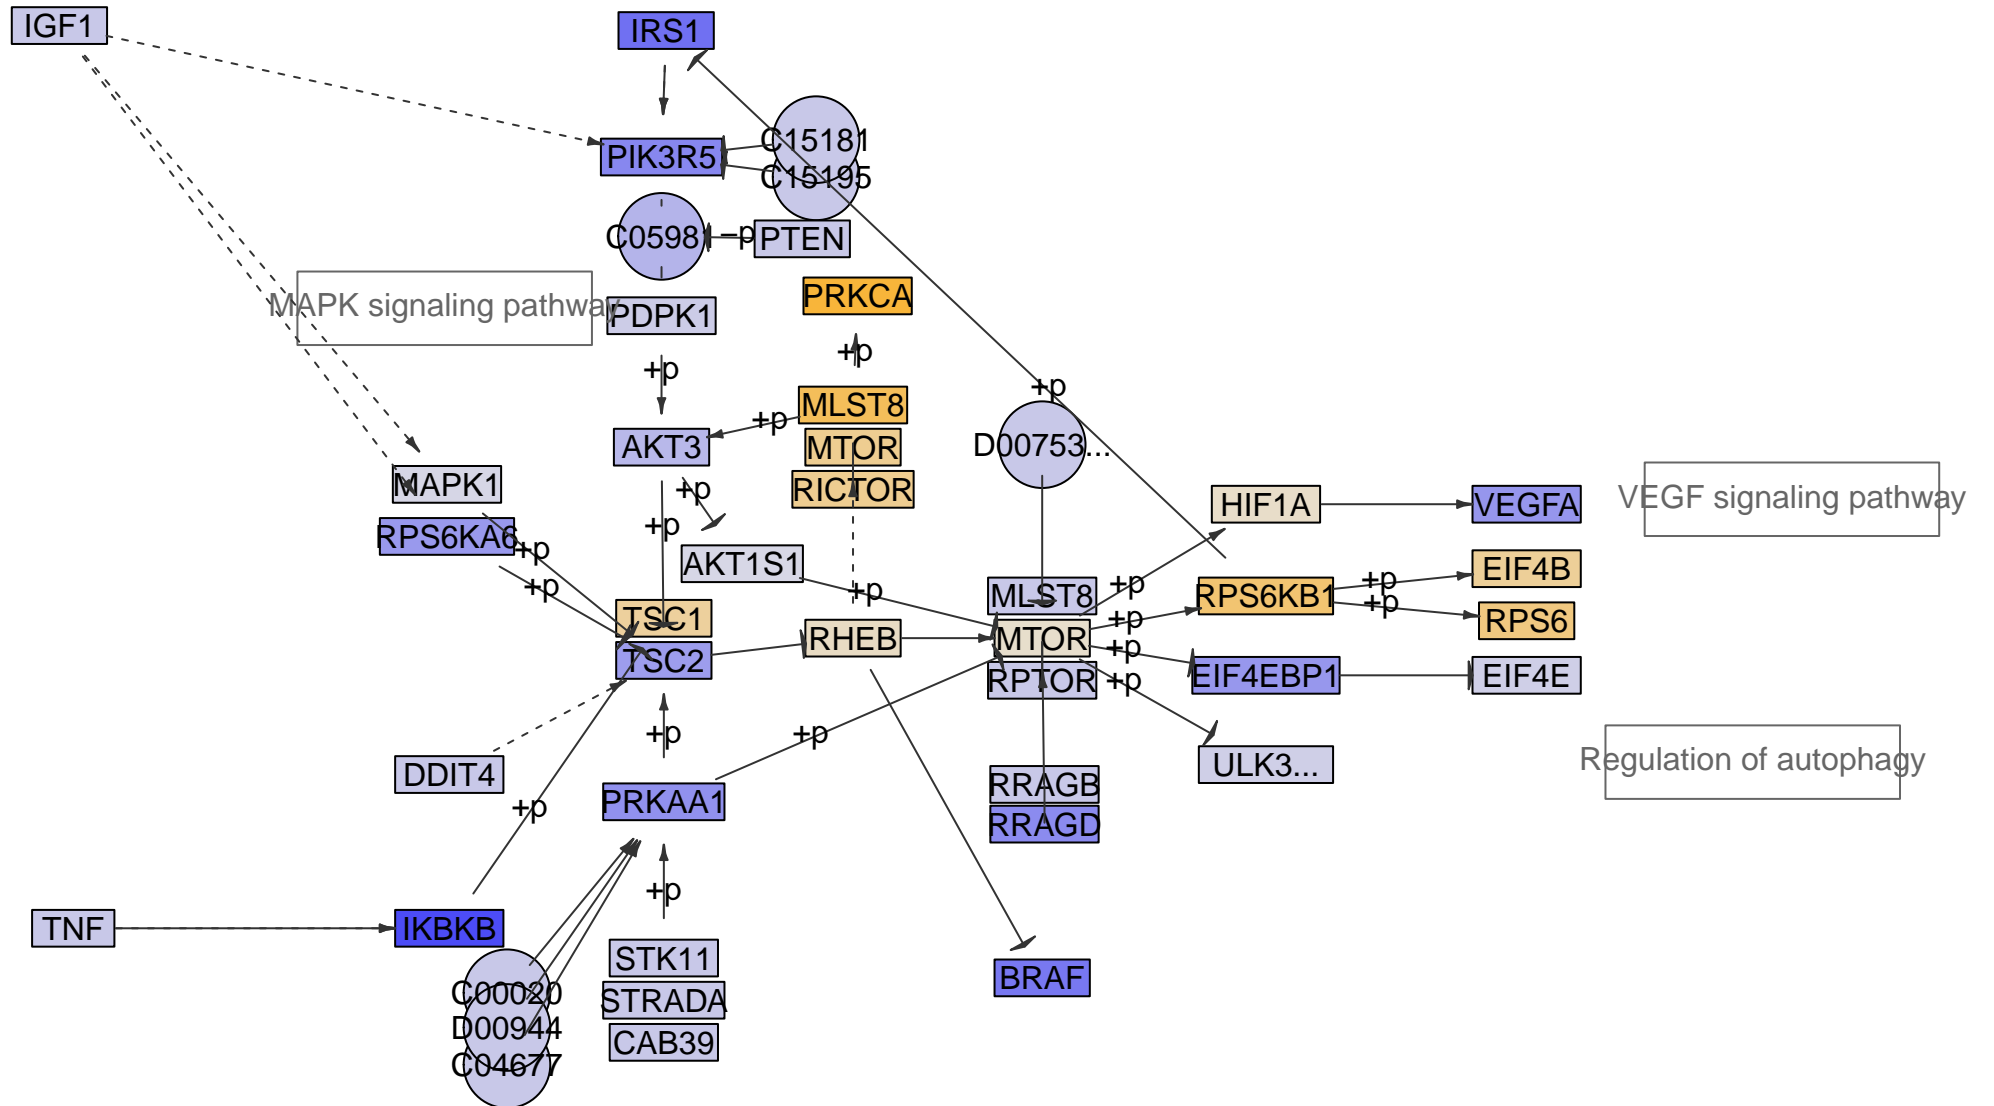 IGF1
IRS1
PIK3R5
C15181
C15195
C05981
−p
PTEN
MAPK signaling pathway
PDPK1
PRKCA
+p
+p
+p
MLST8
+p
AKT3
MTOR
D00753...
MAPK1
RICTOR
+p
HIF1A
VEGFA
VEGF signaling pathway
RPS6KA6
+p
+p
AKT1S1
EIF4B
+p
+p
+p
+p
MLST8
RPS6KB1
+p
TSC1
+p
RPS6
RHEB
MTOR
+p
TSC2
RPTOR
+p
EIF4EBP1
EIF4E
+p
+p
DDIT4
RRAGB
ULK3...
Regulation of autophagy
PRKAA1
+p
RRAGD
+p
TNF
IKBKB
STK11
BRAF
C00020
STRADA
D00944
CAB39
C04677